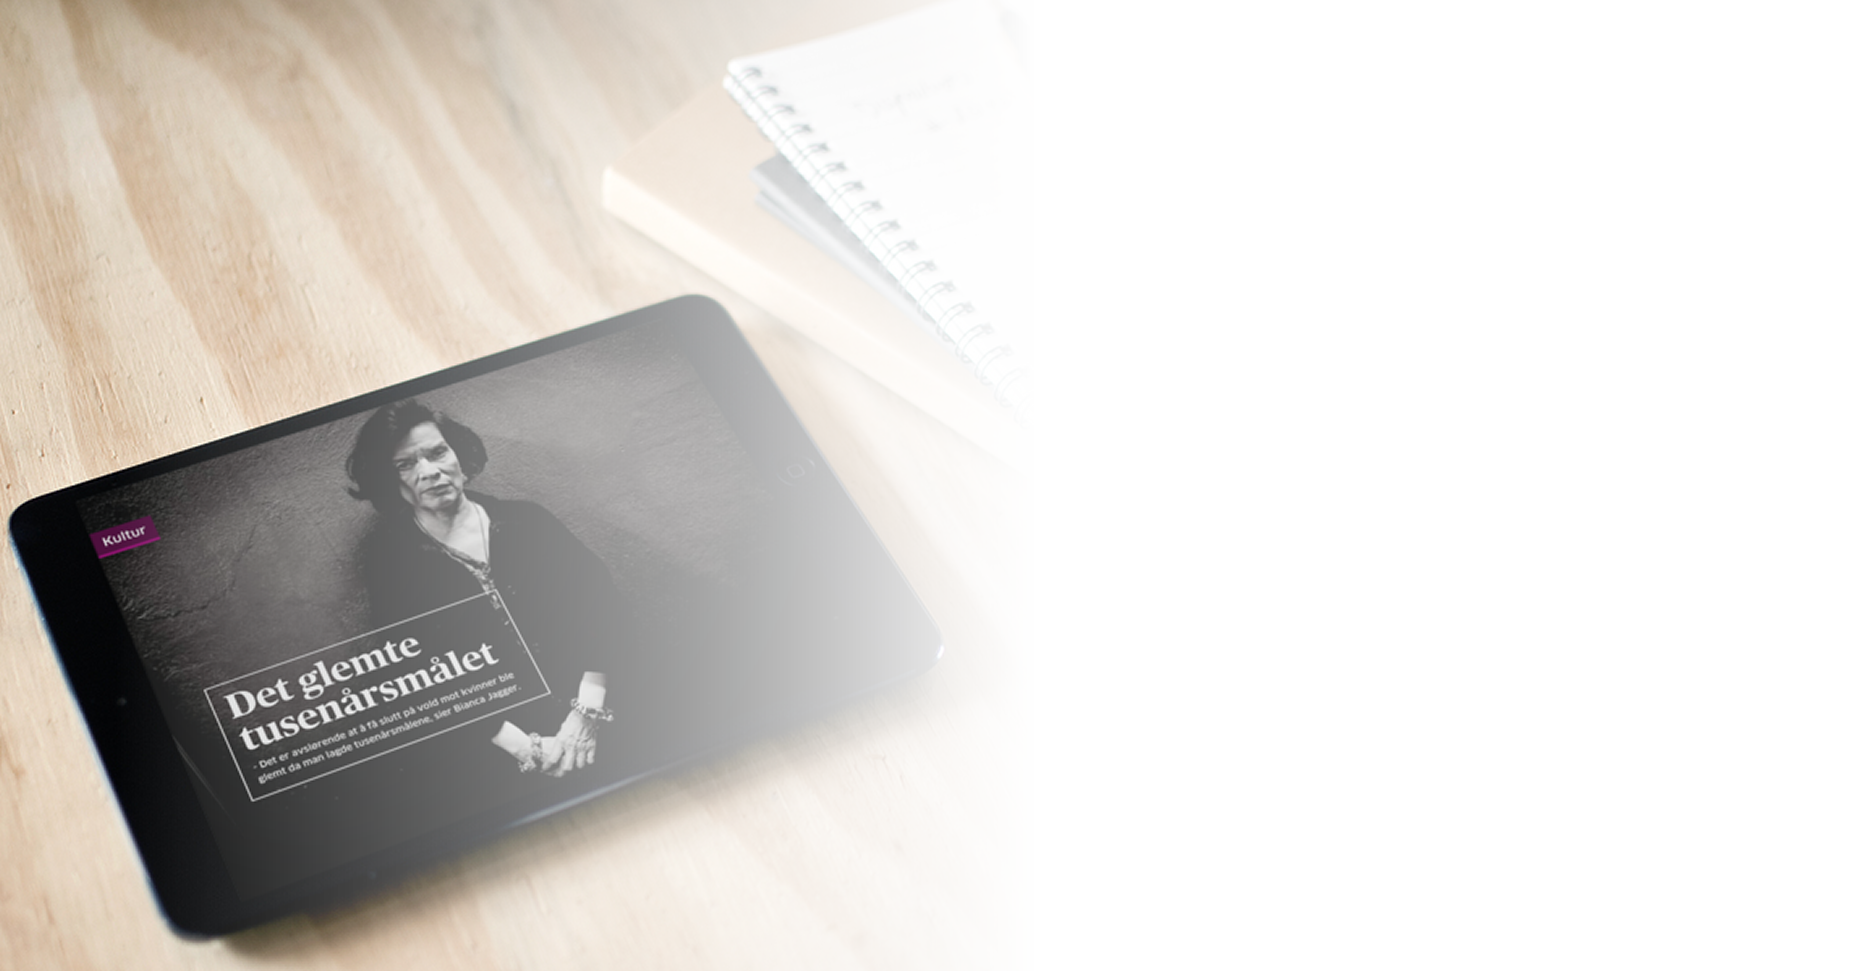 Kultur
Det glemte
tusenårsmålet
- Det er avslørende at å få slutt på vold mot kvinner ble
glemt da man lagde tusenårsmålene, sier Bianca Jagger.